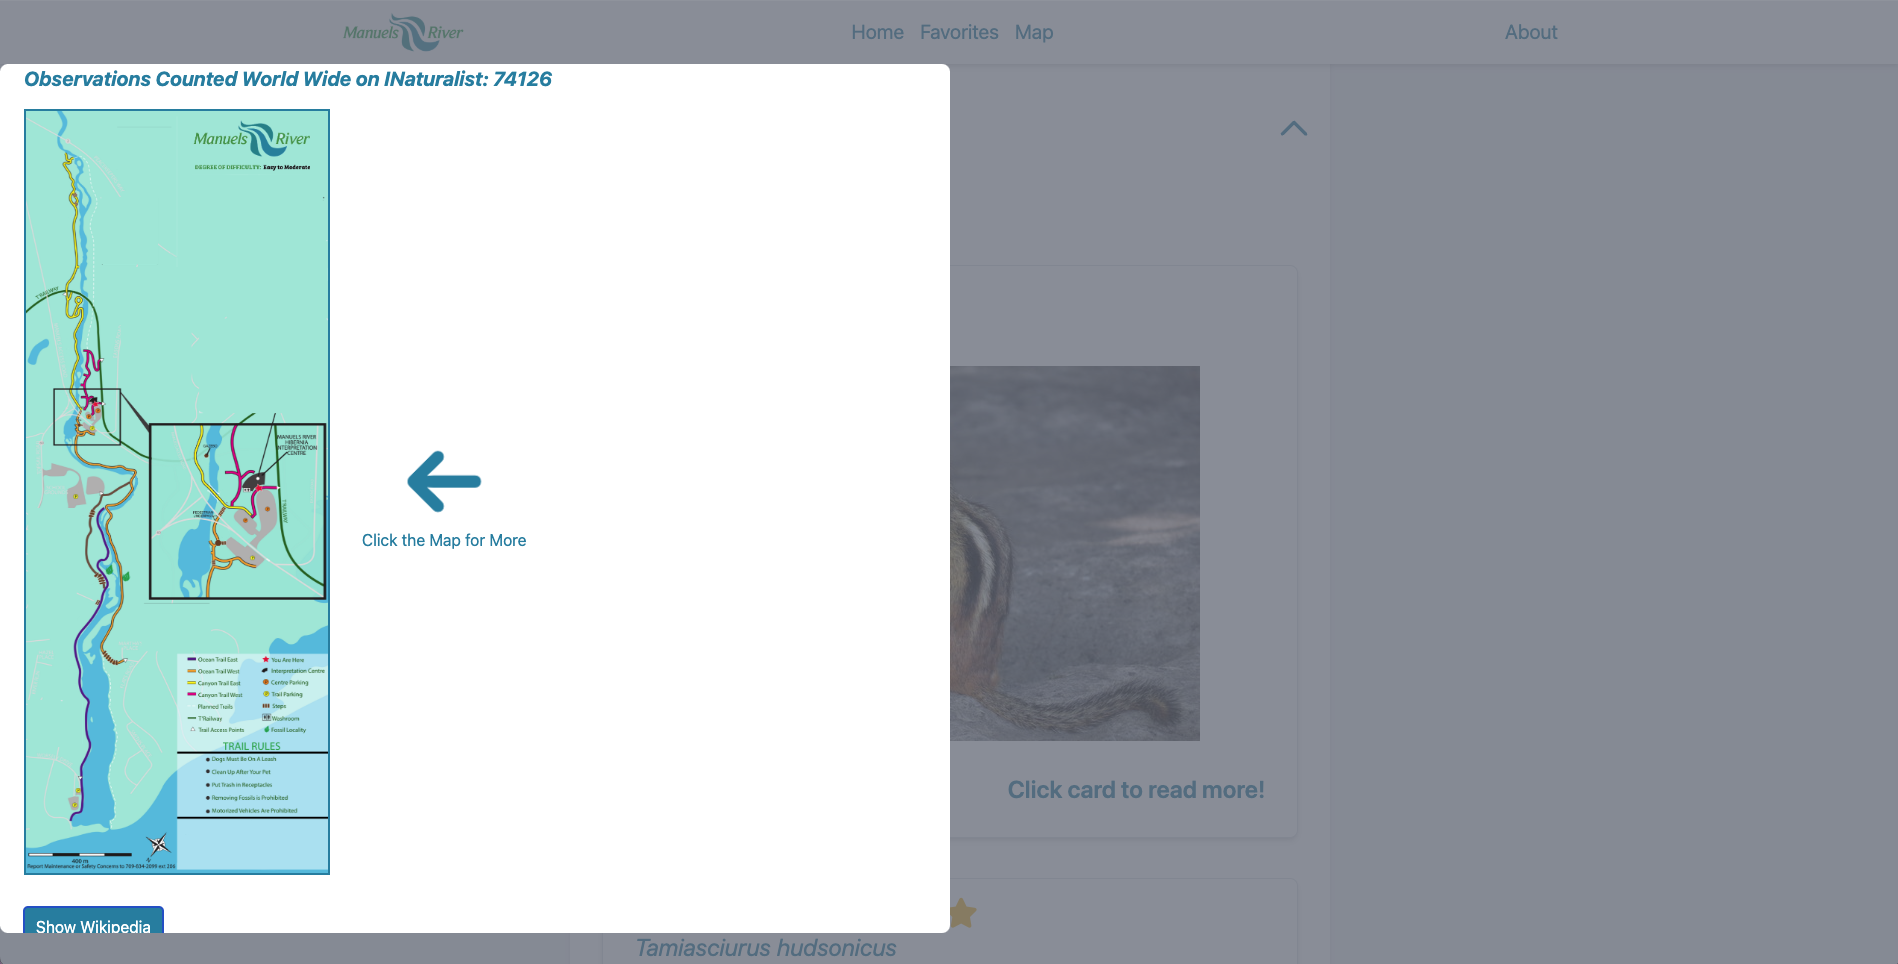 Manuels River
Home Favorites Map
About
Observations Counted World Wide on INaturalist: 74126
Manuels River
DEGREE OF DIFFICULTY: Easy to Moderate
T'RAILWAY
MANUELS RIVER
HIBERNIA
INTERPRETATION
CENTRE
T'RAILWAY
Click the Map for More
Ocean Trail East
Ocean Trail West
Canyon Trail East
Canyon Trail West
Planned Trails
T'Railway
Trail Access Points
You Are Here
Interpretation Centre
Centre Parking
Trail Parking
Steps
Washroom
Fossil Locality
TRAIL RULES
Dogs Must Be On A Leash
Clean Up After Your Pet
Put Trash in Receptacles
Removing Fossils is Prohibited
Motorized Vehicles Are Prohibited
400 m
N
Report Maintenance or Safety Concerns to 709-834-2099 ext 206
Show Wikipedia
Click card to read more!
Tamiasciurus hudsonicus